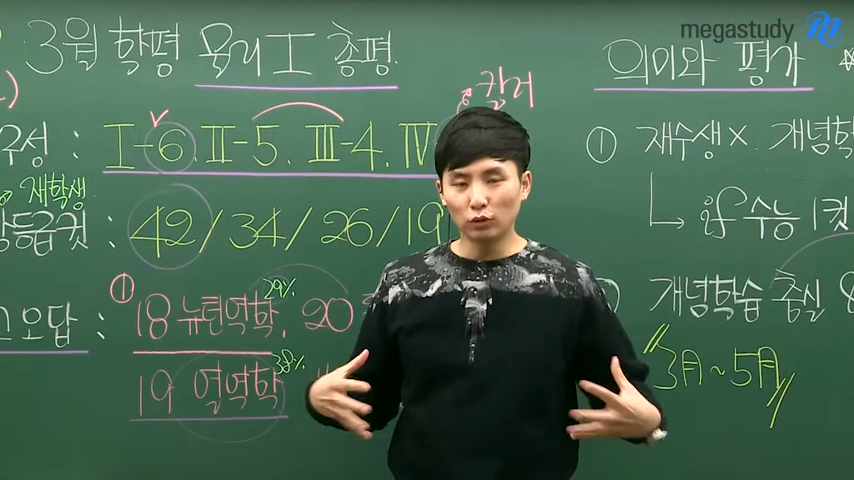 megastudy
3월 학평 물리Ⅰ 총평.
의미와 평가
칼럼
구성 : Ⅰ-6. Ⅱ-5. Ⅲ-4. Ⅳ
① 재수생×. 개념학
재학생
등급컷 : 42/34/26/19
수능 1컷
① 18 뉴턴역학. 29% 20
개념학습 충실
고오답 :
19 열역학 38%
"3月~5月"